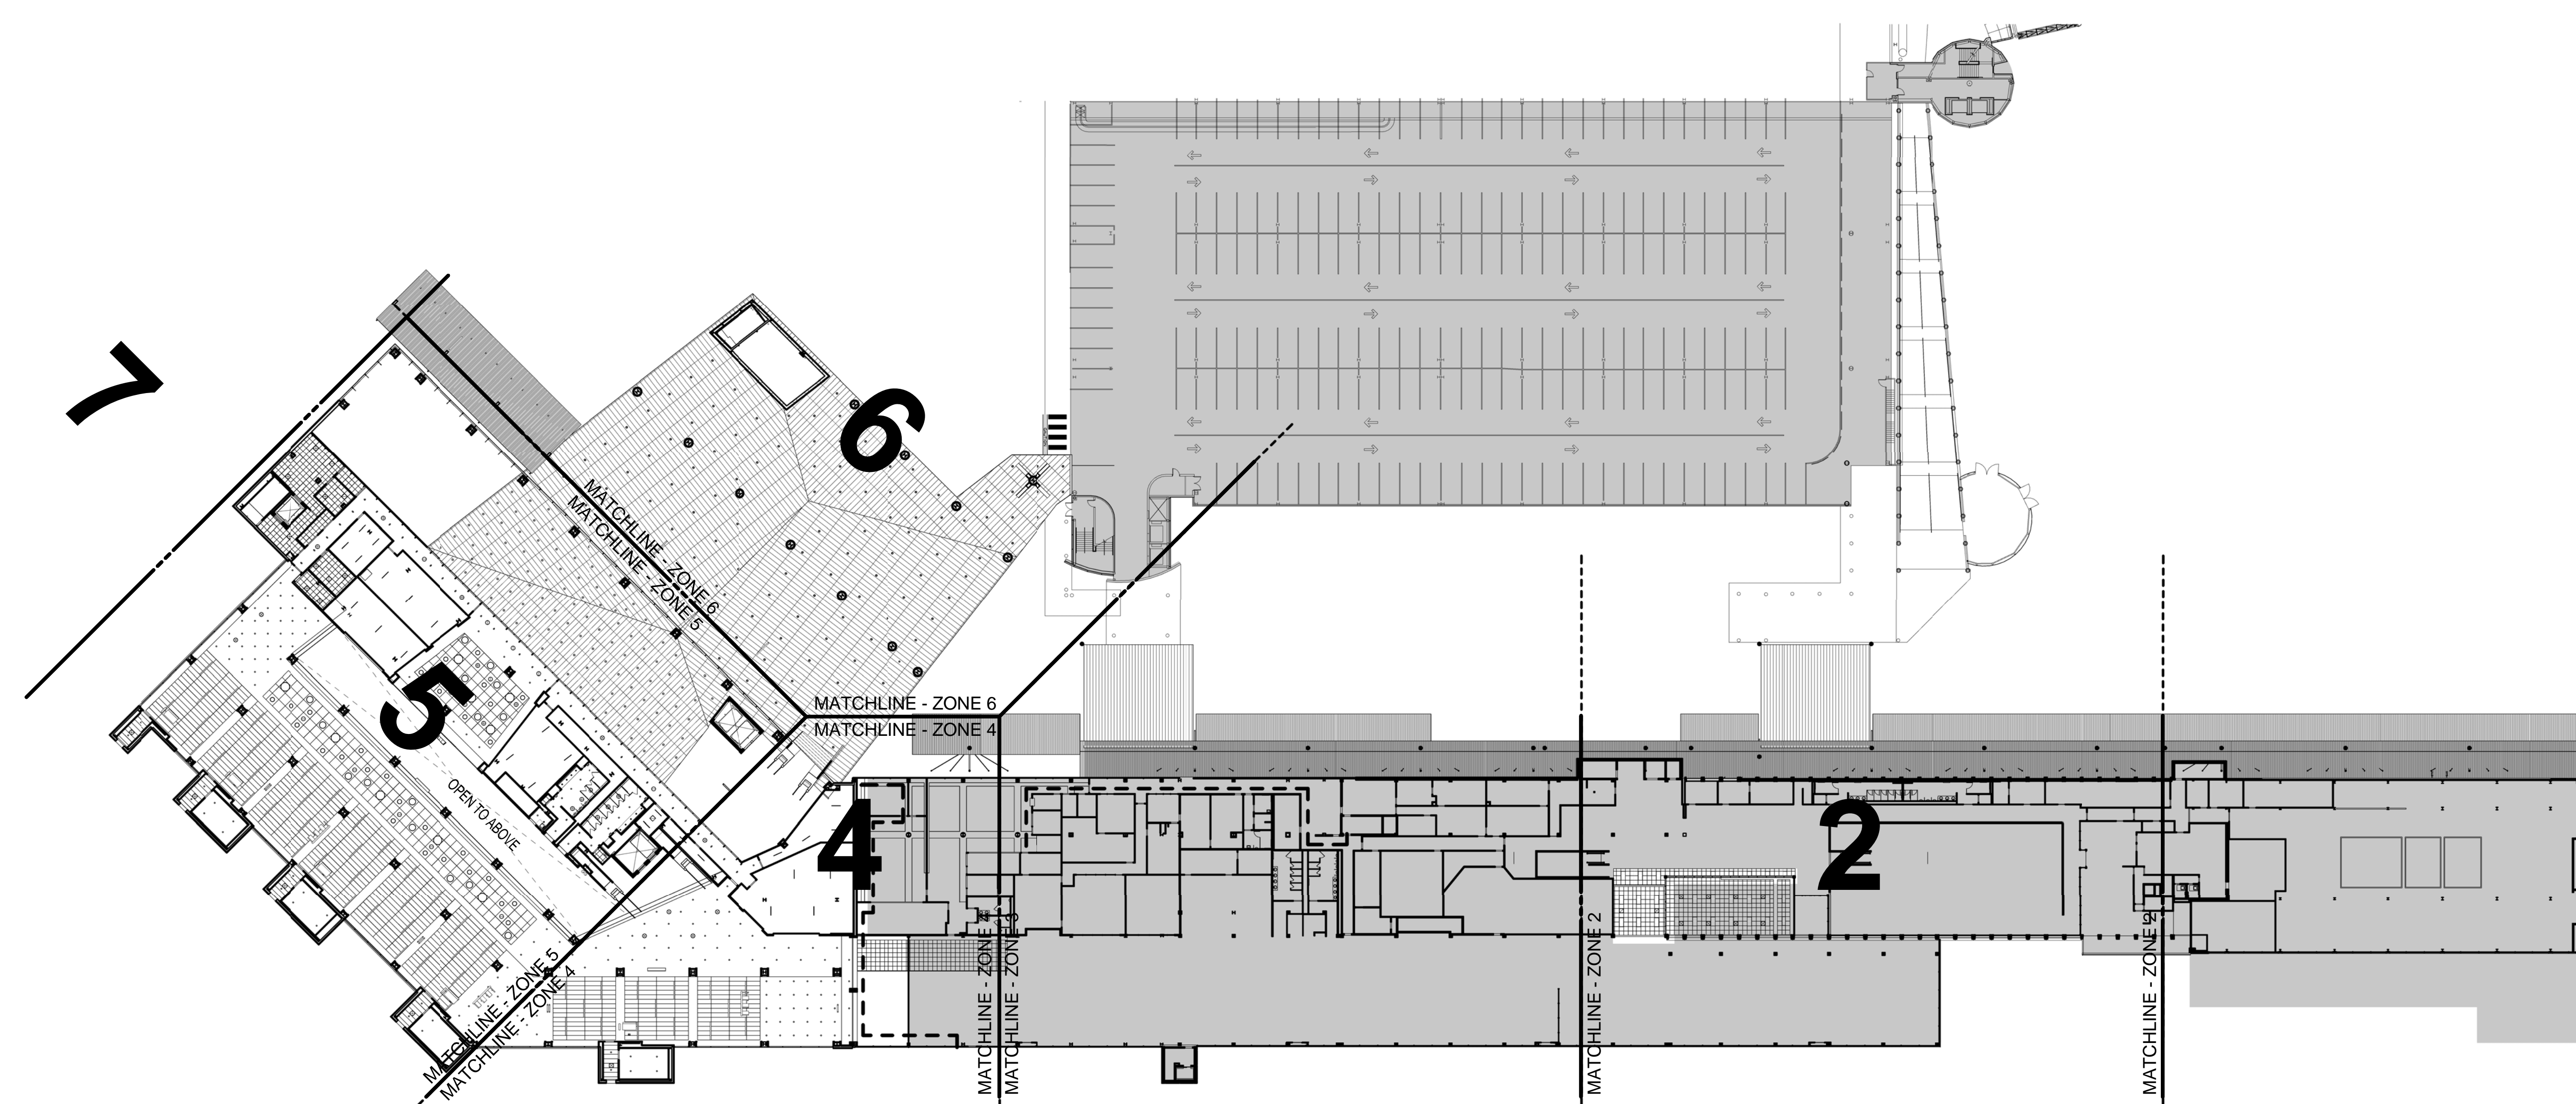 7
6
MATCHLINE - ZONE 6
MATCHLINE - ZONE 5
5
OPEN TO ABOVE
MATCHLINE - ZONE 6
MATCHLINE - ZONE 4
4
2
MATCHLINE - ZONE 5
MATCHLINE - ZONE 4
MATCHLINE - ZONE 4
MATCHLINE - ZONE 3
MATCHLINE - ZONE 2
MATCHLINE - ZONE 2